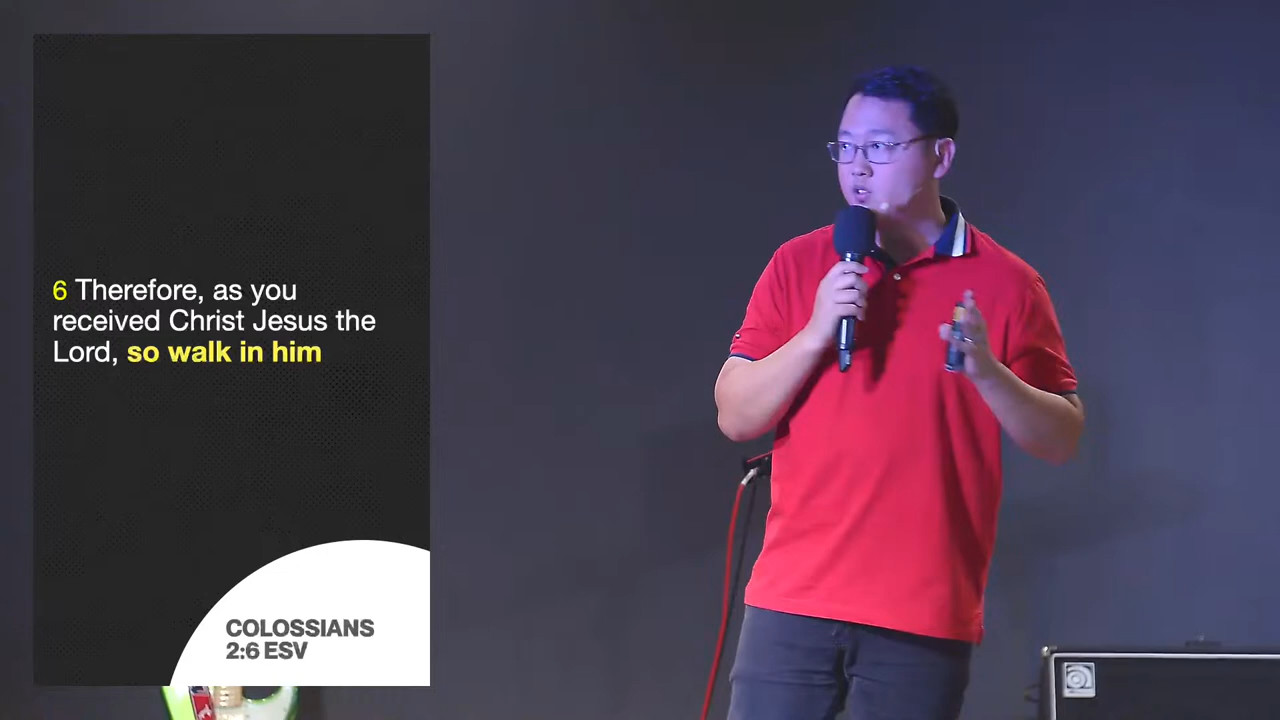 6 Therefore, as you
received Christ Jesus the
Lord, so walk in him
COLOSSIANS
2:6 ESV